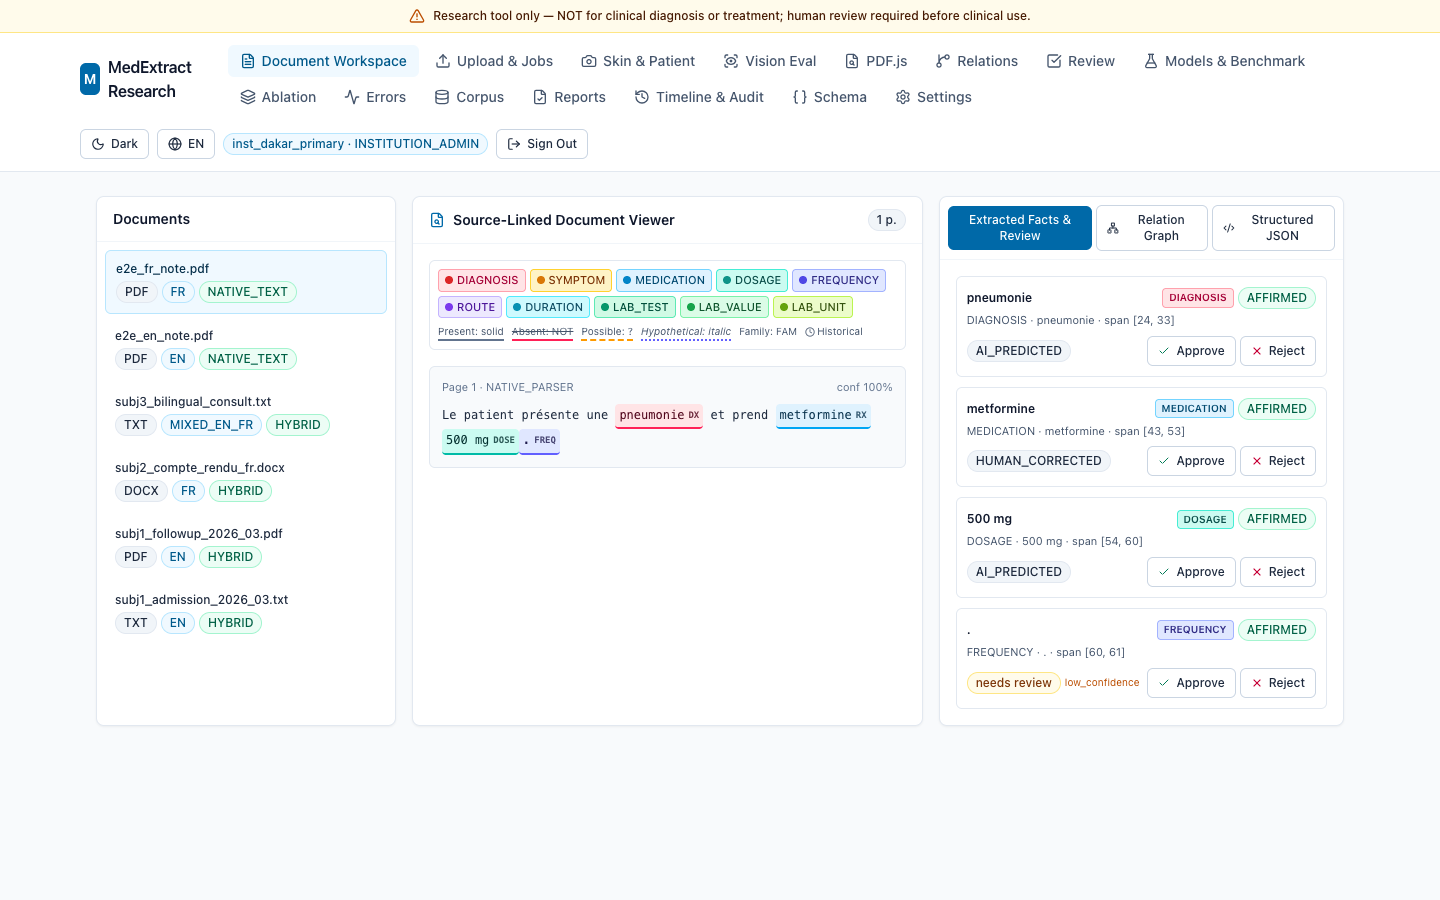 Research tool only — NOT for clinical diagnosis or treatment; human review required before clinical use.
M
MedExtract
Research
Document Workspace
Upload & Jobs
Skin & Patient
Vision Eval
PDF.js
Relations
Review
Models & Benchmark
Ablation
Errors
Corpus
Reports
Timeline & Audit
Schema
Settings
Dark
EN
inst_dakar_primary · INSTITUTION_ADMIN
Sign Out
Documents
e2e_fr_note.pdf
PDF FR NATIVE_TEXT
e2e_en_note.pdf
PDF EN NATIVE_TEXT
subj3_bilingual_consult.txt
TXT MIXED_EN_FR HYBRID
subj2_compte_rendu_fr.docx
DOCX FR HYBRID
subj1_followup_2026_03.pdf
PDF EN HYBRID
subj1_admission_2026_03.txt
TXT EN HYBRID
Source-Linked Document Viewer
1 p.
DIAGNOSIS SYMPTOM MEDICATION DOSAGE FREQUENCY
ROUTE DURATION LAB_TEST LAB_VALUE LAB_UNIT
Present: solid Absent: NOT Possible: ? Hypothetical: italic Family: FAM Historical
Page 1 · NATIVE_PARSER conf 100%
Le patient présente une pneumonie DX et prend metformine RX
500 mg DOSE . FREQ
Extracted Facts &
Review
Relation
Graph
Structured
JSON
pneumonie DIAGNOSIS AFFIRMED
DIAGNOSIS · pneumonie · span [24, 33]
AI_PREDICTED Approve Reject
metformine MEDICATION AFFIRMED
MEDICATION · metformine · span [43, 53]
HUMAN_CORRECTED Approve Reject
500 mg DOSAGE AFFIRMED
DOSAGE · 500 mg · span [54, 60]
AI_PREDICTED Approve Reject
. FREQUENCY AFFIRMED
FREQUENCY · . · span [60, 61]
needs review low_confidence Approve Reject